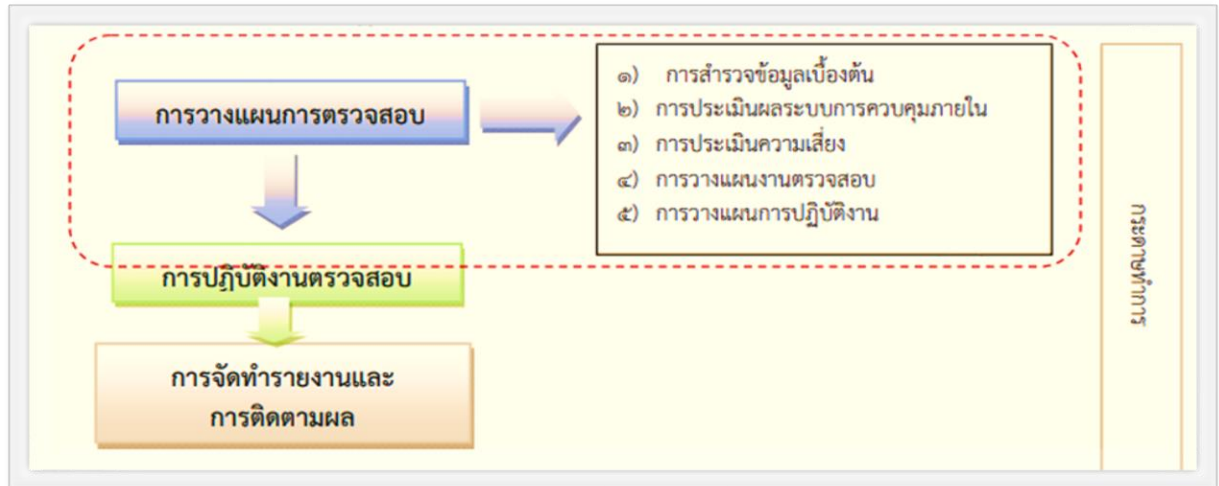 การวางแผนการตรวจสอบ
๑) การสำรวจข้อมูลเบื้องต้น
๒) การประเมินผลระบบการควบคุมภายใน
๓) การประเมินความเสี่ยง
๔) การวางแผนงานตรวจสอบ
๕) การวางแผนการปฏิบัติงาน
การปฏิบัติงานตรวจสอบ
การจัดทำรายงานและ
การติดตามผล
กระดาษทำการ